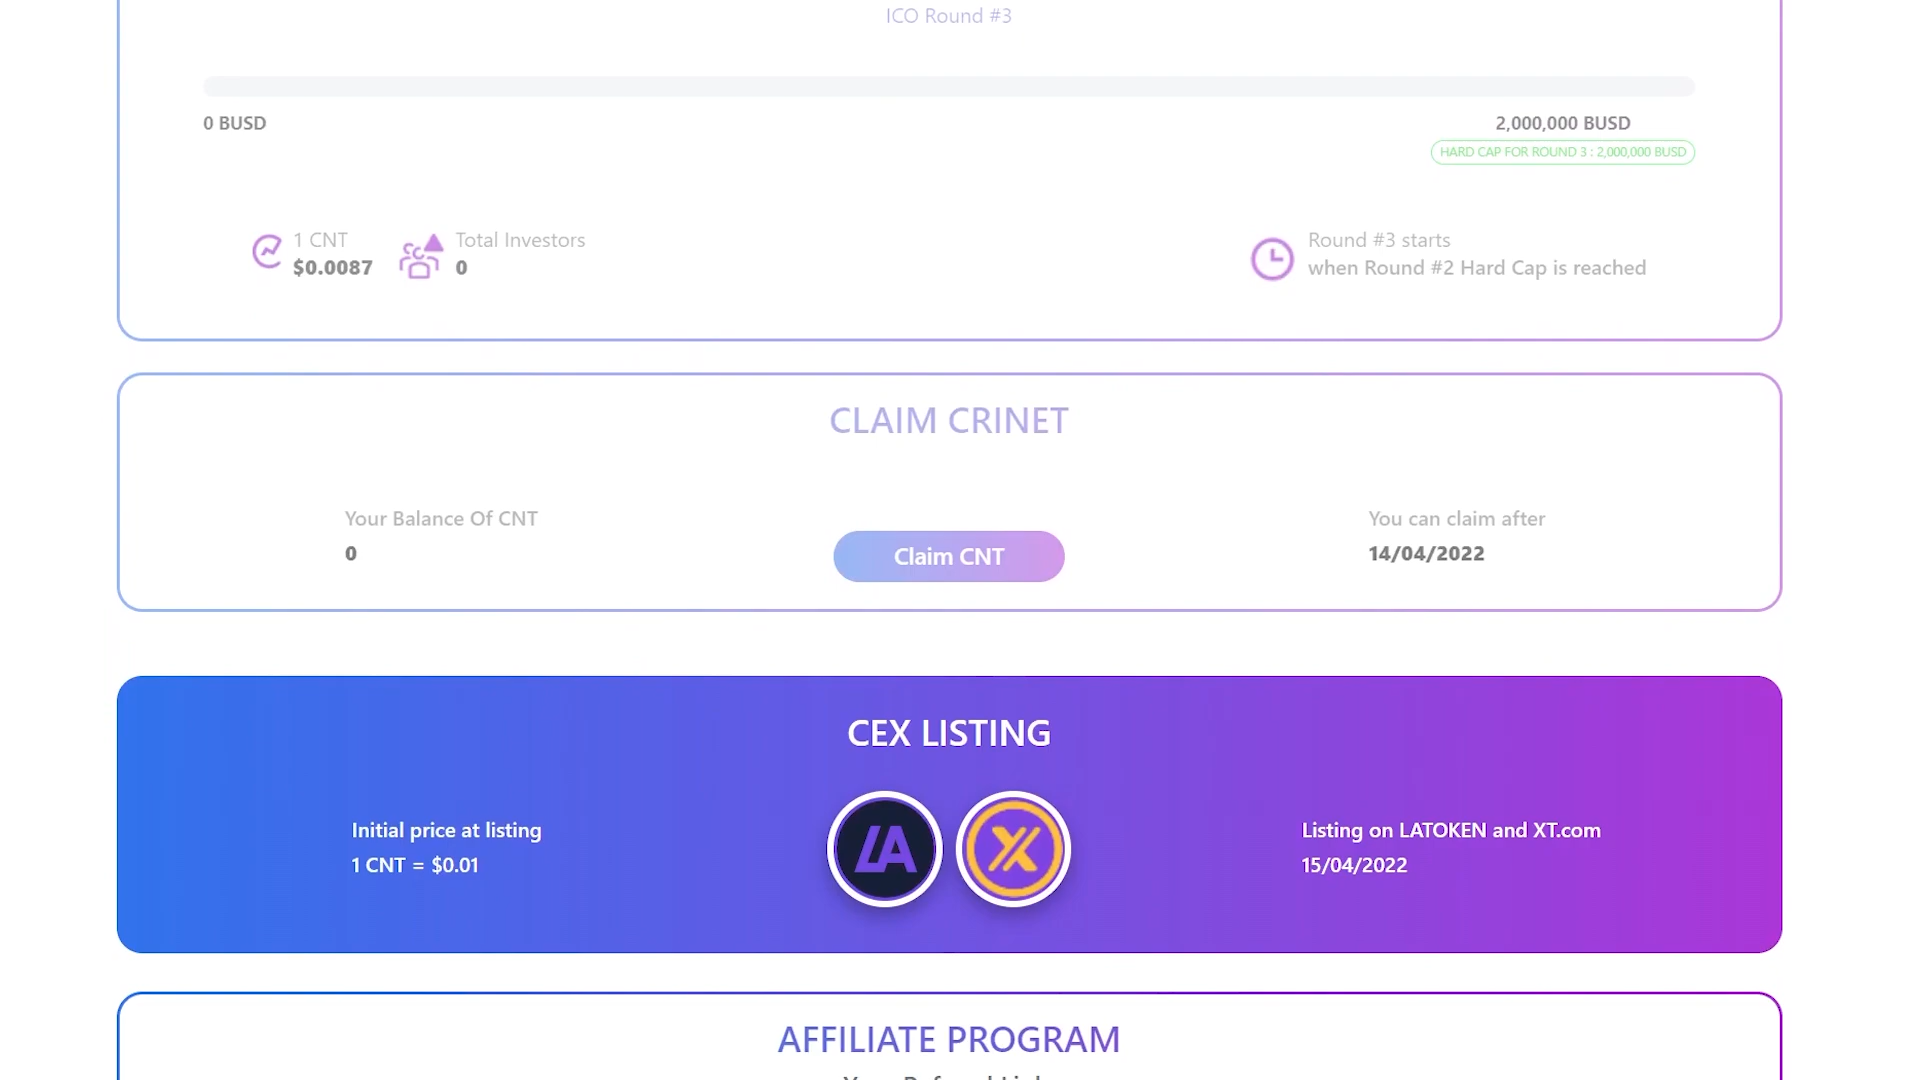 ICO Round #3
0 BUSD
2,000,000 BUSD
HARD CAP FOR ROUND 3 : 2,000,000 BUSD
1 CNT
$0.0087
Total Investors
0
Round #3 starts
when Round #2 Hard Cap is reached
CLAIM CRINET
Your Balance Of CNT
0
Claim CNT
You can claim after
14/04/2022
CEX LISTING
Initial price at listing
1 CNT = $0.01
LA
X
Listing on LATOKEN and XT.com
15/04/2022
AFFILIATE PROGRAM